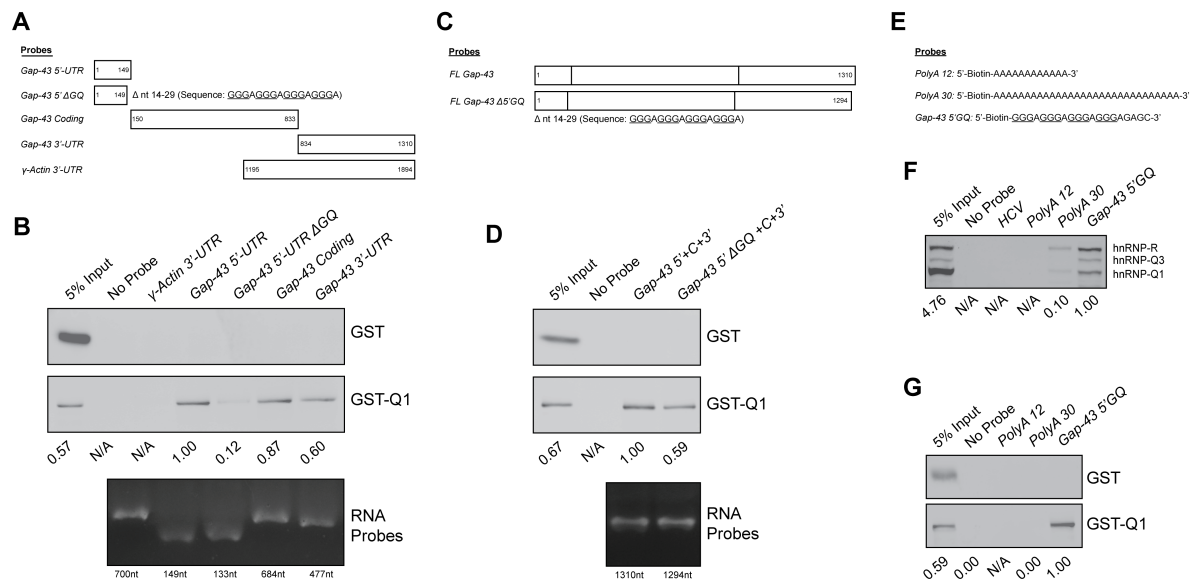 A
Probes
Gap-43 5'-UTR
1 149
Gap-43 5' ΔGQ
1 149
Δ nt 14-29 (Sequence: GGGAGGGAGGGAGGGA)
Gap-43 Coding
150 833
Gap-43 3'-UTR
834 1310
γ-Actin 3'-UTR
1195 1894
B
5% Input
No Probe
γ-Actin 3'-UTR
Gap-43 5'-UTR
Gap-43 5'-UTR ΔGQ
Gap-43 Coding
Gap-43 3'-UTR
GST
GST-Q1
0.57 N/A N/A 1.00 0.12 0.87 0.60
RNA
Probes
700nt 149nt 133nt 684nt 477nt
C
Probes
FL Gap-43
1 1310
FL Gap-43 Δ5'GQ
1 1294
Δ nt 14-29 (Sequence: GGGAGGGAGGGAGGGA)
D
5% Input
No Probe
Gap-43 5'+C+3'
Gap-43 5' ΔGQ +C+3'
GST
GST-Q1
0.67 N/A 1.00 0.59
RNA
Probes
1310nt 1294nt
E
Probes
PolyA 12: 5'-Biotin-AAAAAAAAAAAA-3'
PolyA 30: 5'-Biotin-AAAAAAAAAAAAAAAAAAAAAAAAAAAAAA-3'
Gap-43 5'GQ: 5'-Biotin-GGGAGGGAGGGAGGGAGAGC-3'
F
5% Input
No Probe
HCV
PolyA 12
PolyA 30
Gap-43 5'GQ
hnRNP-R
hnRNP-Q3
hnRNP-Q1
4.76 N/A N/A N/A 0.10 1.00
G
5% Input
No Probe
PolyA 12
PolyA 30
Gap-43 5'GQ
GST
GST-Q1
0.59 0.00 N/A 0.00 1.00